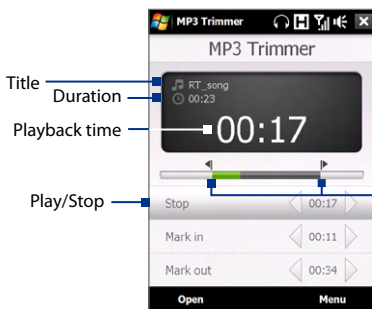 MP3 Trimmer
MP3 Trimmer
Title
RT_song
Duration
00:23
Playback time
00:17
Play/Stop
Stop
00:17
Mark in
00:11
Mark out
00:34
Open
Menu